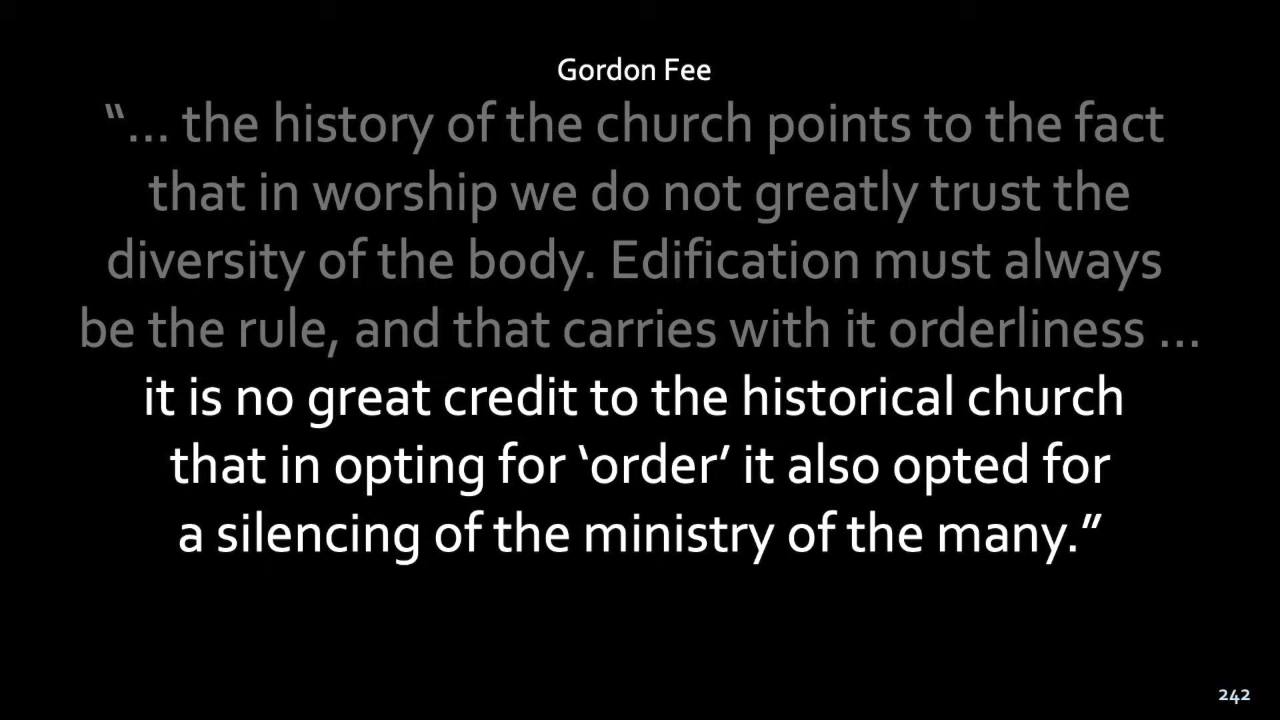 Gordon Fee
“... the history of the church points to the fact
that in worship we do not greatly trust the
diversity of the body. Edification must always
be the rule, and that carries with it orderliness ...
it is no great credit to the historical church
that in opting for ‘order’ it also opted for
a silencing of the ministry of the many.”
242